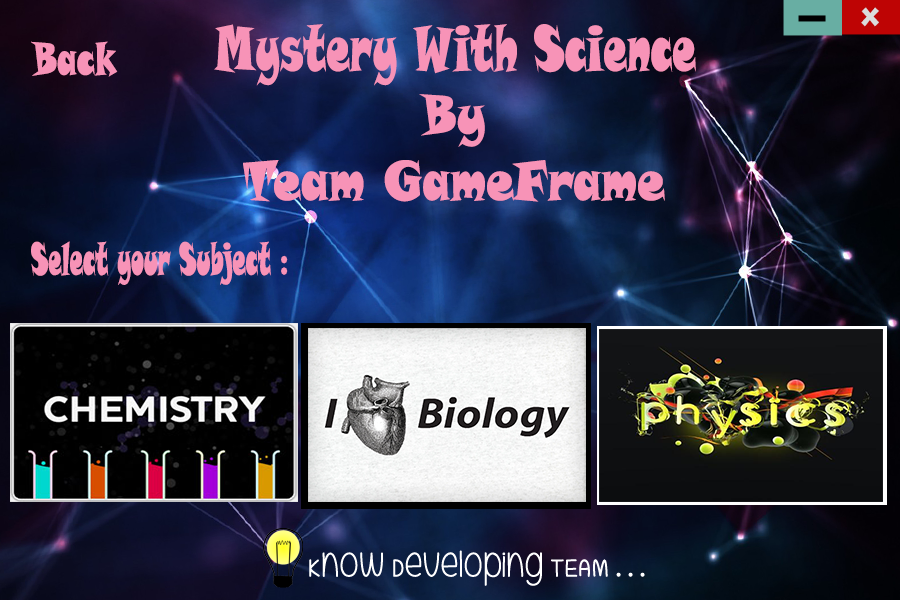 Back
Mystery With Science
By
Team GameFrame
Select your Subject :
CHEMISTRY
I Biology
physics
know developing team ...